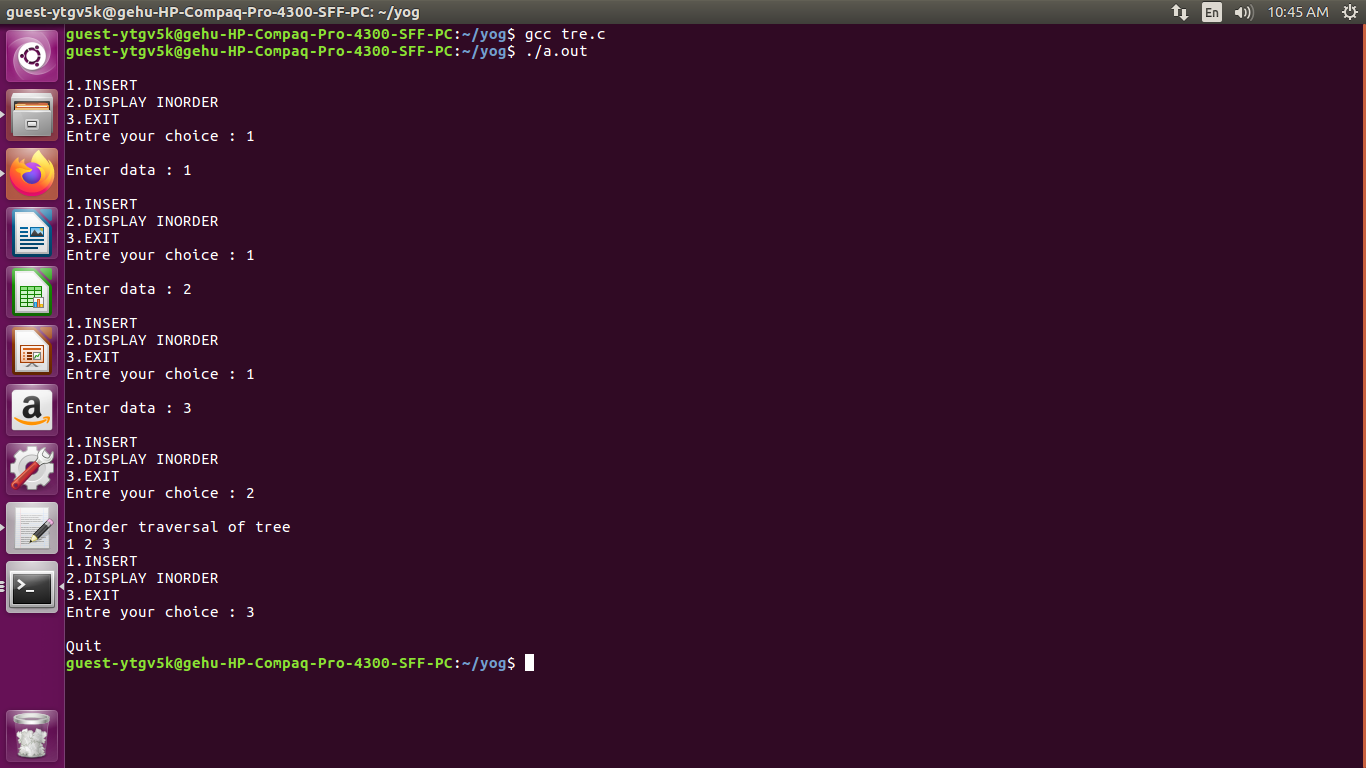 guest-ytgv5k@gehu-HP-Compaq-Pro-4300-SFF-PC: ~/yog
En
10:45 AM
guest-ytgv5k@gehu-HP-Compaq-Pro-4300-SFF-PC:~/yog$ gcc tre.c
guest-ytgv5k@gehu-HP-Compaq-Pro-4300-SFF-PC:~/yog$ ./a.out
1.INSERT
2.DISPLAY INORDER
3.EXIT
Entre your choice : 1
Enter data : 1
1.INSERT
2.DISPLAY INORDER
3.EXIT
Entre your choice : 1
Enter data : 2
1.INSERT
2.DISPLAY INORDER
3.EXIT
Entre your choice : 1
Enter data : 3
1.INSERT
2.DISPLAY INORDER
3.EXIT
Entre your choice : 2
Inorder traversal of tree
1 2 3
1.INSERT
2.DISPLAY INORDER
3.EXIT
Entre your choice : 3
Quit
guest-ytgv5k@gehu-HP-Compaq-Pro-4300-SFF-PC:~/yog$